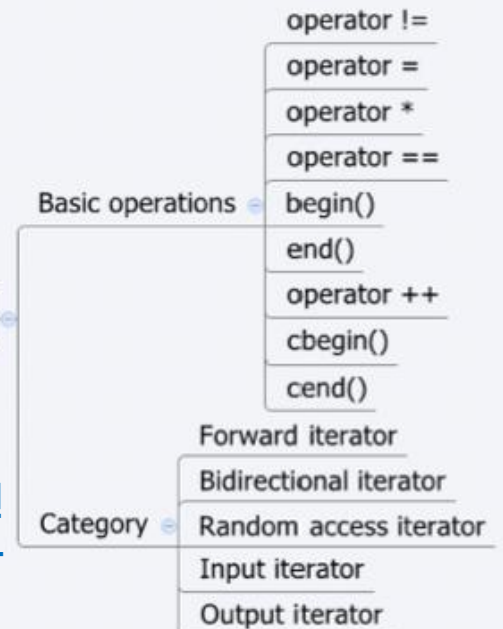 operator !=
operator =
operator *
operator ==
Basic operations
begin()
end()
operator ++
cbegin()
cend()
Forward iterator
Bidirectional iterator
Category
Random access iterator
Input iterator
Output iterator